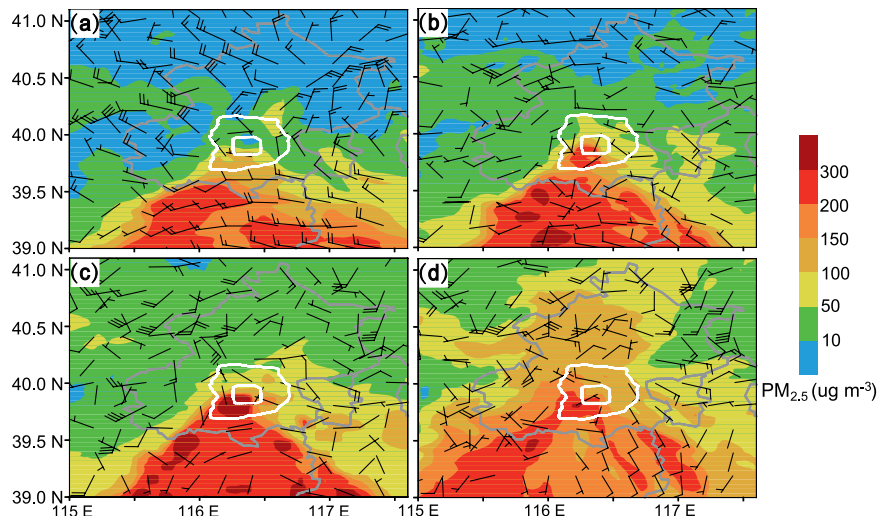 (a)
(b)
41.0 N
40.5 N
40.0 N
39.5 N
39.0 N
(c)
(d)
41.0 N
40.5 N
40.0 N
39.5 N
39.0 N
115 E
116 E
117 E
115 E
116 E
117 E
300
200
150
100
50
10
PM2.5 (ug m-3)